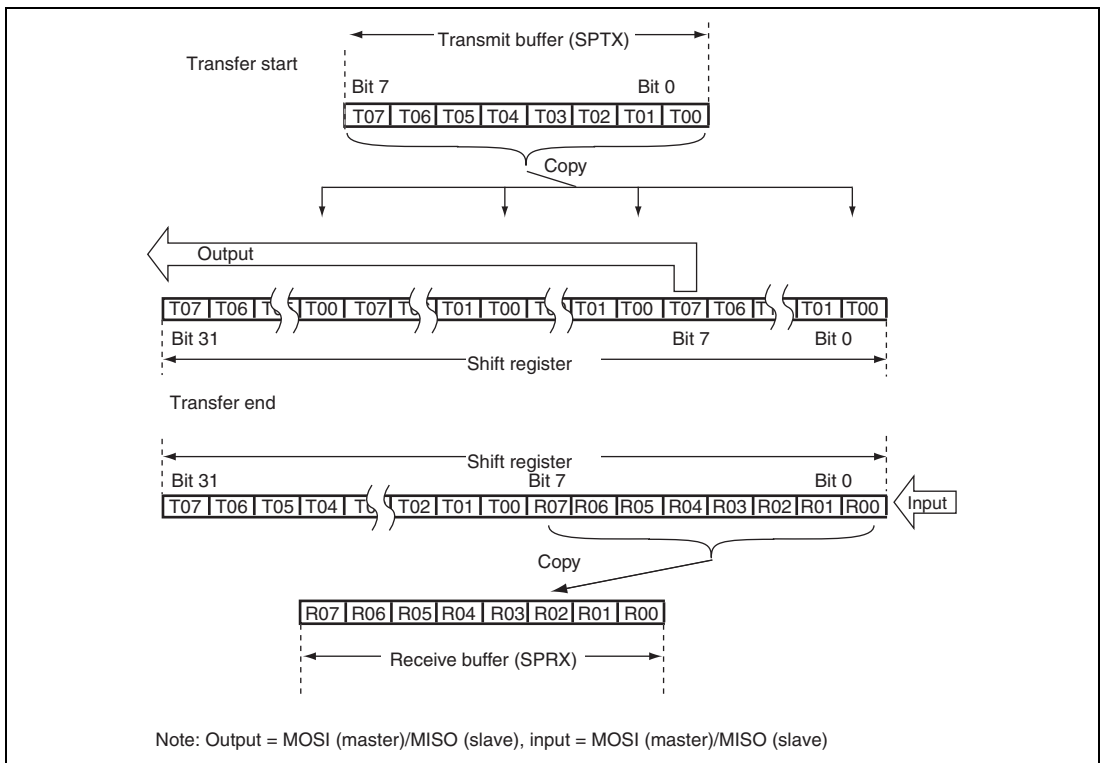 Transmit buffer (SPTX)
Transfer start
Bit 7 Bit 0
T07 T06 T05 T04 T03 T02 T01 T00
Copy
Output
T07 T06 T00 T07 T01 T00 T01 T00 T07 T06 T01 T00
Bit 31 Bit 7 Bit 0
Shift register
Transfer end
Shift register
Bit 31 Bit 7 Bit 0
T07 T06 T05 T04 T02 T01 T00 R07 R06 R05 R04 R03 R02 R01 R00
Input
Copy
R07 R06 R05 R04 R03 R02 R01 R00
Receive buffer (SPRX)
Note: Output = MOSI (master)/MISO (slave), input = MOSI (master)/MISO (slave)